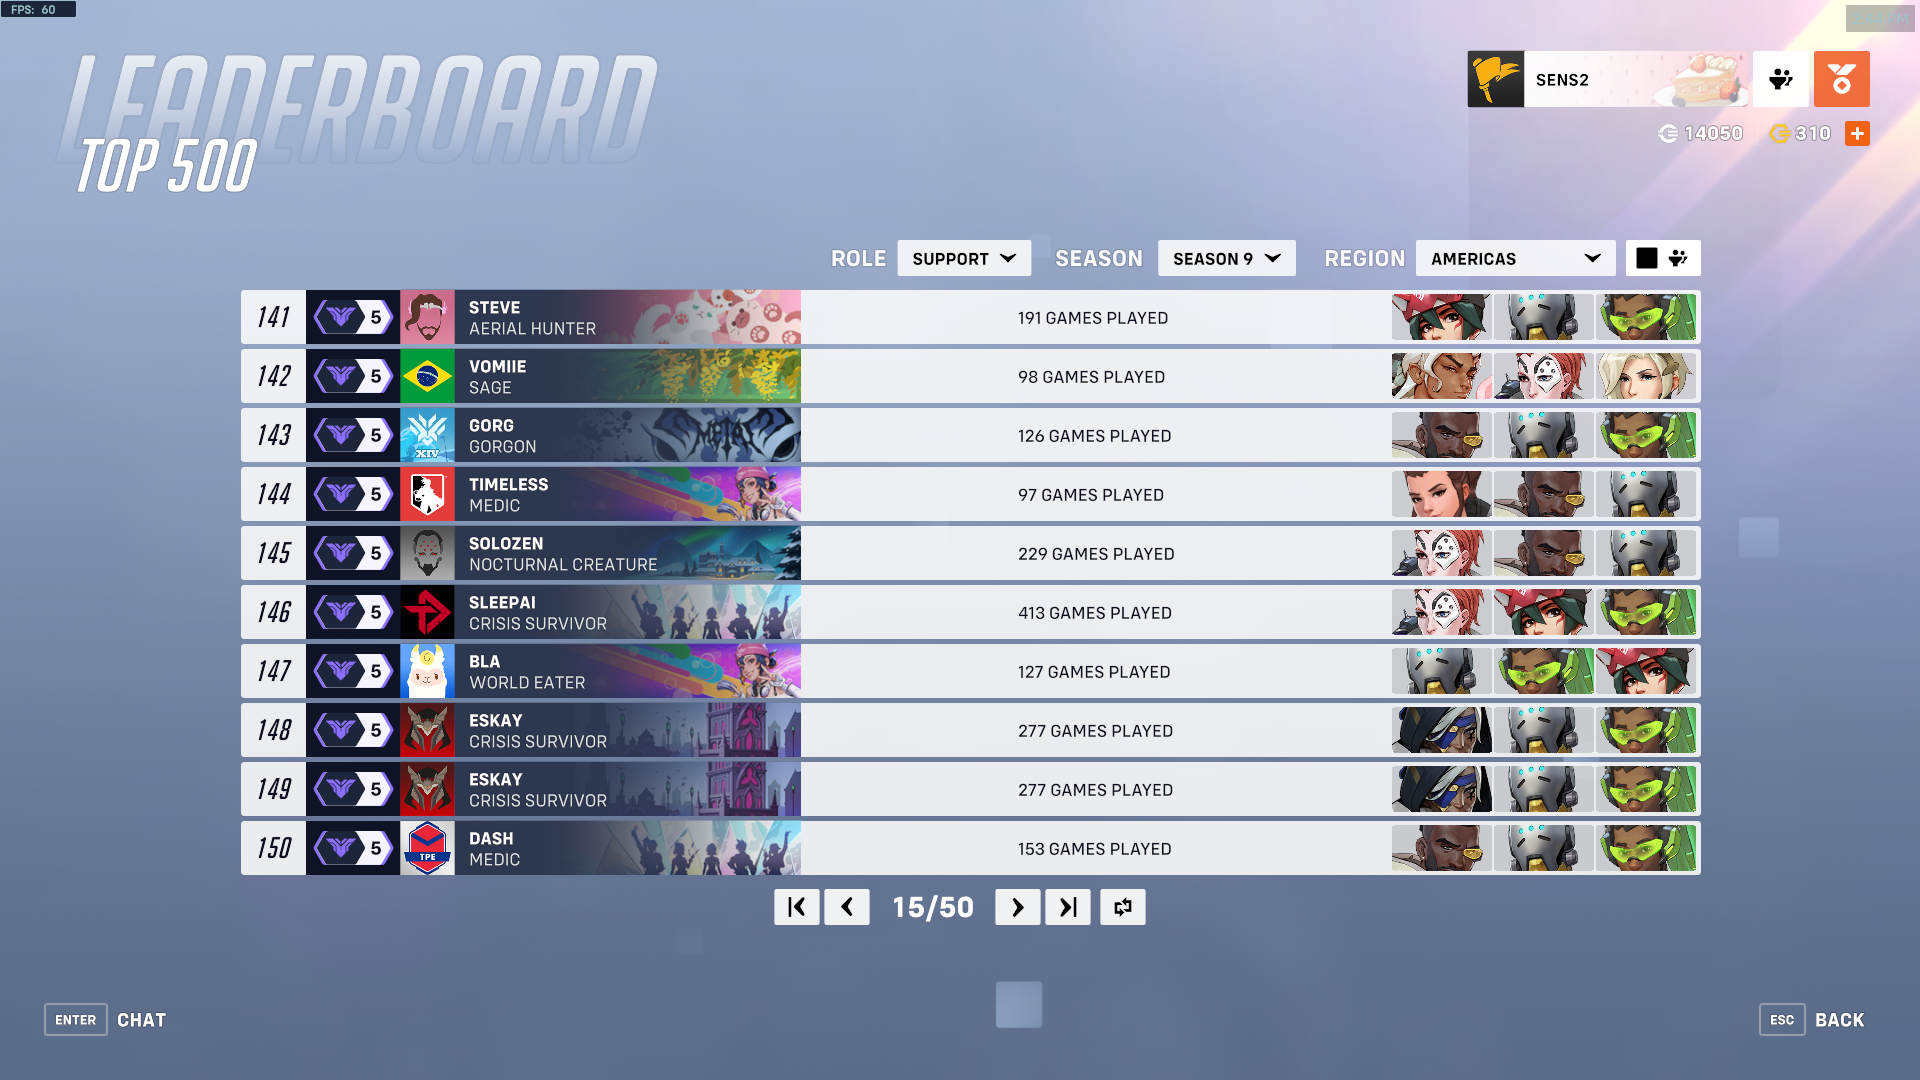 FPS: 60
LEADERBOARD
TOP 500
SENS2
14050
310
ROLE
SUPPORT
SEASON
SEASON 9
REGION
AMERICAS
141 5 STEVE 191 GAMES PLAYED
AERIAL HUNTER
142 5 VOMIIE 98 GAMES PLAYED
SAGE
143 5 XIV GORG METAL 126 GAMES PLAYED
GORGON
144 5 TIMELESS 97 GAMES PLAYED
MEDIC
145 5 SOLOZEN 229 GAMES PLAYED
NOCTURNAL CREATURE
146 5 SLEEPAI 413 GAMES PLAYED
CRISIS SURVIVOR
147 5 BLA 127 GAMES PLAYED
WORLD EATER
148 5 ESKAY 277 GAMES PLAYED
CRISIS SURVIVOR
149 5 ESKAY 277 GAMES PLAYED
CRISIS SURVIVOR
150 5 TPE DASH 153 GAMES PLAYED
MEDIC
15/50
ENTER CHAT
ESC BACK